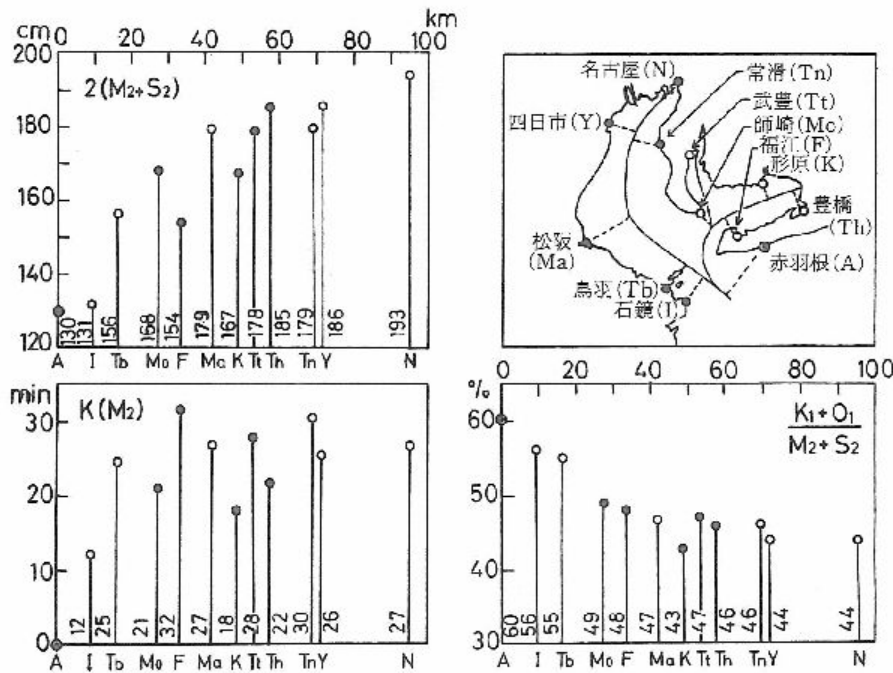 cm 0 20 40 60 80 km 100
200
180
160
140
120
2(M₂+S₂)
130 131 156 168 154 179 167 178 185 179 186 193
A I Tb Mo F Ma K Tt Th Tn Y N
名古屋(N)
常滑(Tn)
四日市(Y)
武豊(Tt)
師崎(Mo)
福江(F)
形原(K)
豊橋
(Th)
松阪
(Ma)
赤羽根(A)
鳥羽(Tb)
石鏡(I)
min
30
20
10
0
K(M₂)
12 25 21 32 27 18 28 22 30 26 27
A I Tb Mo F Ma K Tt Th Tn Y N
0 20 40 60 80 100
%
60
50
40
30
K₁+O₁
M₂+S₂
60 56 55 49 48 47 43 47 46 46 44 44
A I Tb Mo F Ma K Tt Th Tn Y N